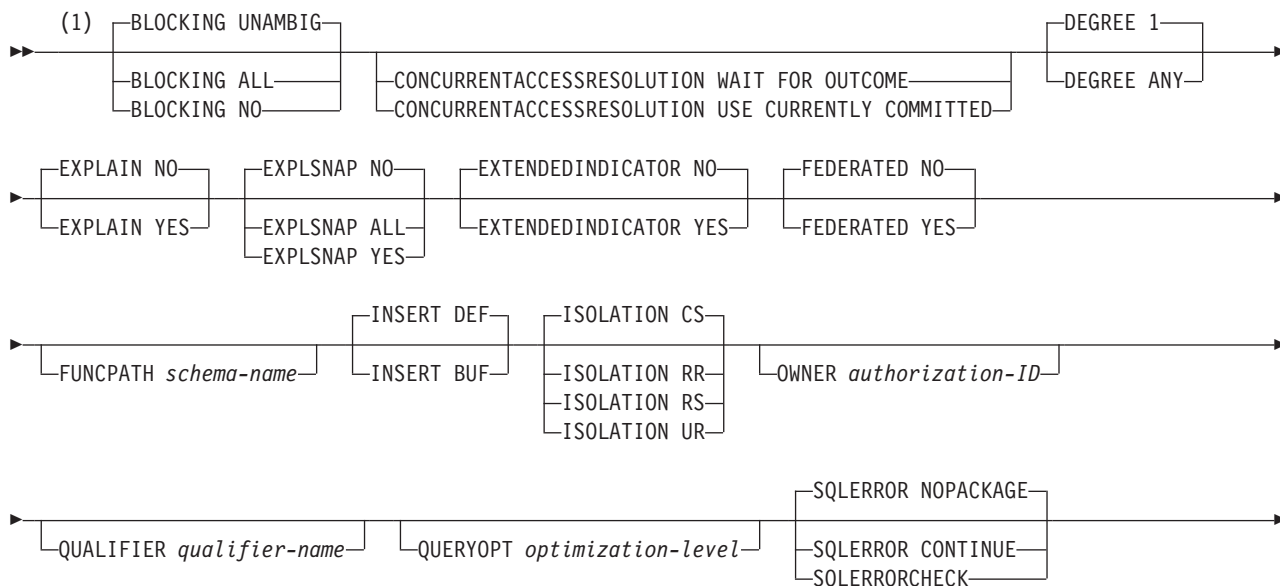 (1)
BLOCKING UNAMBIG
BLOCKING ALL
BLOCKING NO
CONCURRENTACCESSRESOLUTION WAIT FOR OUTCOME
CONCURRENTACCESSRESOLUTION USE CURRENTLY COMMITTED
DEGREE 1
DEGREE ANY
EXPLAIN NO
EXPLAIN YES
EXPLSNAP NO
EXPLSNAP ALL
EXPLSNAP YES
EXTENDEDINDICATOR NO
EXTENDEDINDICATOR YES
FEDERATED NO
FEDERATED YES
FUNCPATH schema-name
INSERT DEF
INSERT BUF
ISOLATION CS
ISOLATION RR
ISOLATION RS
ISOLATION UR
OWNER authorization-ID
QUALIFIER qualifier-name
QUERYOPT optimization-level
SQLERROR NOPACKAGE
SQLERROR CONTINUE
SQLERRORCHECK